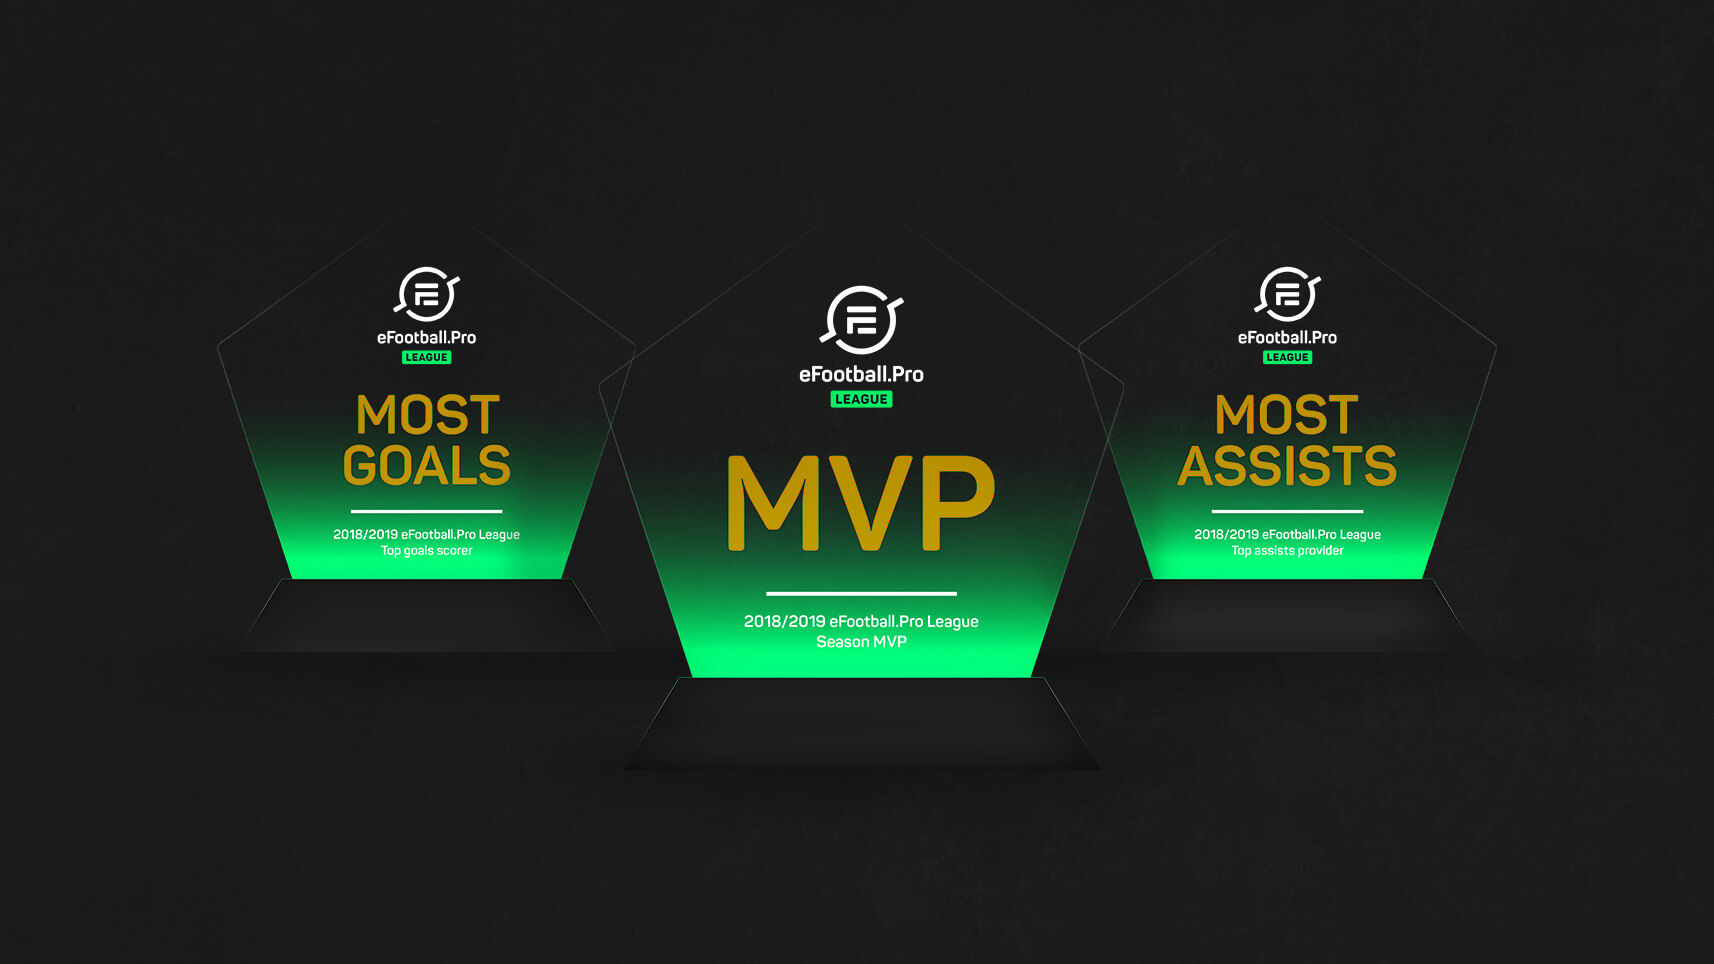 eFootball.Pro
LEAGUE
MOST
GOALS
2018/2019 eFootball.Pro League
Top goals scorer
eFootball.Pro
LEAGUE
MVP
2018/2019 eFootball.Pro League
Season MVP
eFootball.Pro
LEAGUE
MOST
ASSISTS
2018/2019 eFootball.Pro League
Top assists provider